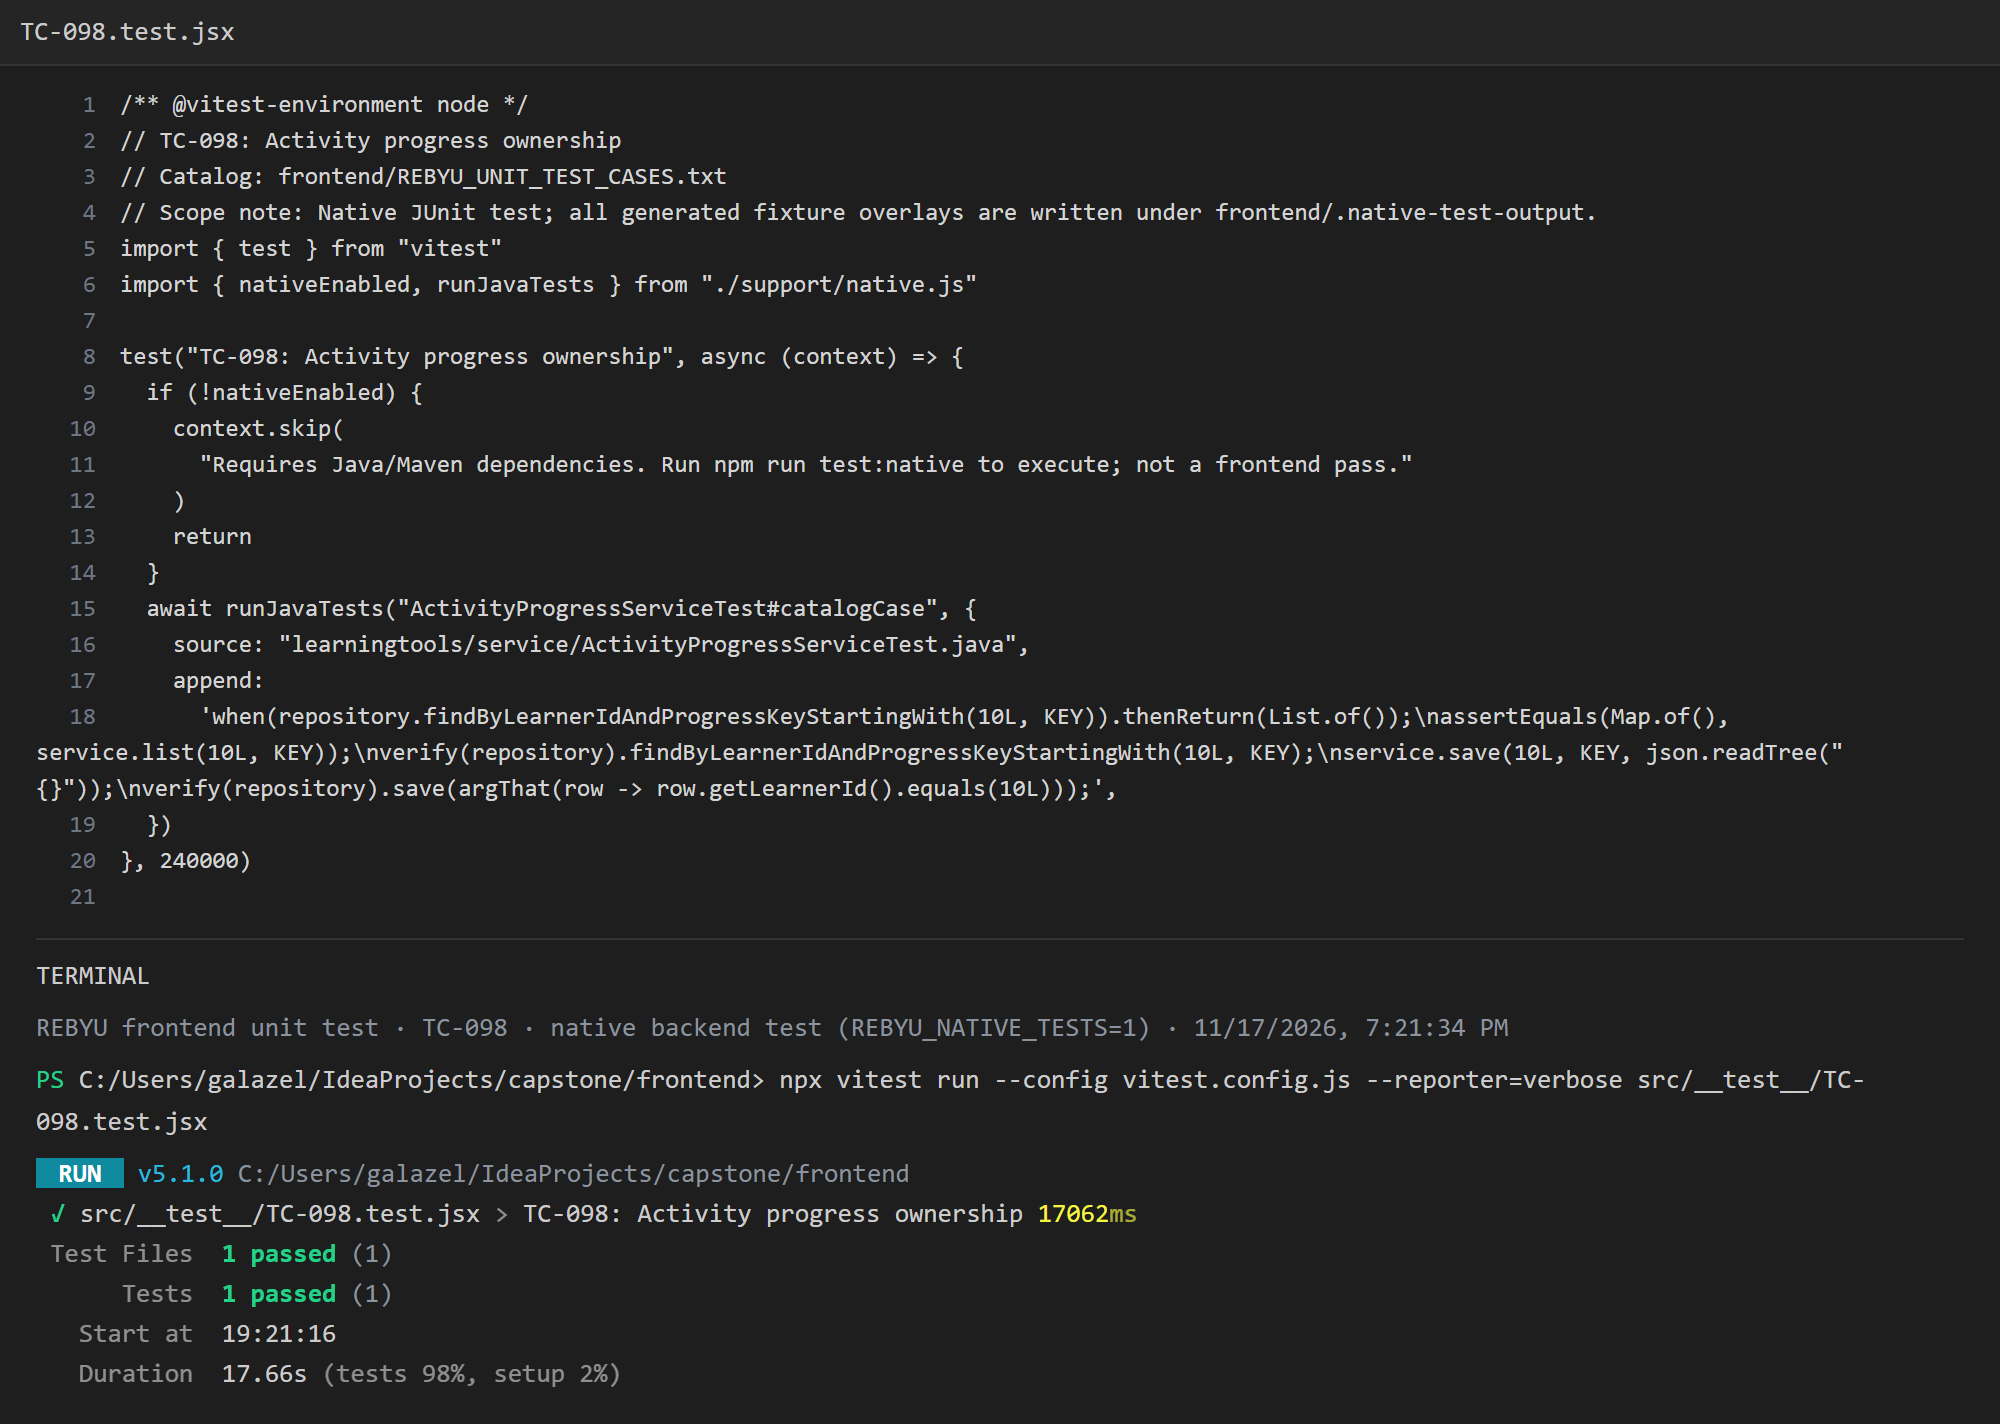 TC-098.test.jsx
1 /** @vitest-environment node */
2 // TC-098: Activity progress ownership
3 // Catalog: frontend/REBYU_UNIT_TEST_CASES.txt
4 // Scope note: Native JUnit test; all generated fixture overlays are written under frontend/.native-test-output.
5 import { test } from "vitest"
6 import { nativeEnabled, runJavaTests } from "./support/native.js"
7
8 test("TC-098: Activity progress ownership", async (context) => {
9   if (!nativeEnabled) {
10     context.skip(
11       "Requires Java/Maven dependencies. Run npm run test:native to execute; not a frontend pass."
12     )
13     return
14   }
15   await runJavaTests("ActivityProgressServiceTest#catalogCase", {
16     source: "learningtools/service/ActivityProgressServiceTest.java",
17     append:
18       'when(repository.findByLearnerIdAndProgressKeyStartingWith(10L, KEY)).thenReturn(List.of());\nassertEquals(Map.of(),
service.list(10L, KEY));\nverify(repository).findByLearnerIdAndProgressKeyStartingWith(10L, KEY);\nservice.save(10L, KEY, json.readTree("
{}"));\nverify(repository).save(argThat(row -> row.getLearnerId().equals(10L)));',
19   })
20 }, 240000)
21
TERMINAL
REBYU frontend unit test · TC-098 · native backend test (REBYU_NATIVE_TESTS=1) · 11/17/2026, 7:21:34 PM
PS C:/Users/galazel/IdeaProjects/capstone/frontend> npx vitest run --config vitest.config.js --reporter=verbose src/__test__/TC-
098.test.jsx
RUN v5.1.0 C:/Users/galazel/IdeaProjects/capstone/frontend
√ src/__test__/TC-098.test.jsx > TC-098: Activity progress ownership 17062ms
Test Files 1 passed (1)
Tests 1 passed (1)
Start at 19:21:16
Duration 17.66s (tests 98%, setup 2%)